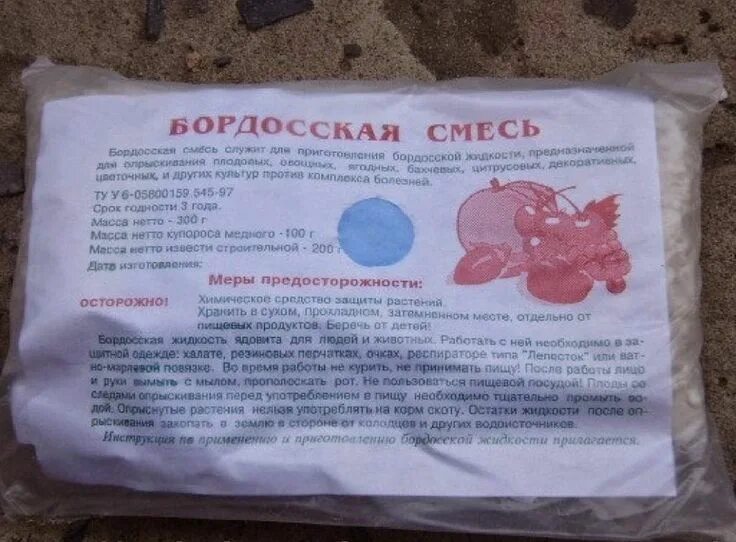 БОРДОССКАЯ СМЕСЬ
Бордосская смесь служит для приготовления бордосской жидкости, предназначенной
для опрыскивания плодовых, овощных, ягодных, бахчевых, цитрусовых, декоративных,
цветочных, и других культур против комплекса болезней.
ТУ У 6-05800159.545-97
Срок годности 3 года.
Масса нетто - 300 г
Масса нетто купороса медного - 100 г
Масса нетто извести строительной - 200 г
Дата изготовления:
Меры предосторожности:
ОСТОРОЖНО! Химическое средство защиты растений.
Хранить в сухом, прохладном, затемненном месте, отдельно от
пищевых продуктов. Беречь от детей!
Бордосская жидкость ядовита для людей и животных. Работать с ней необходимо в за-
щитной одежде: халате, резиновых перчатках, очках, респираторе типа "Лепесток" или ват-
но-марлевой повязке. Во время работы не курить, не принимать пищу! После работы лицо
и руки вымыть с мылом, прополоскать рот. Не пользоваться пищевой посудой! Плоды со
следами опрыскивания перед употреблением в пищу необходимо тщательно промыть во-
дой. Опрыснутые растения нельзя употреблять на корм скоту. Остатки жидкости после оп-
рыскивания закопать в землю в стороне от колодцев и других водоисточников.
Инструкция по применению и приготовлению бордосской жидкости прилагается.